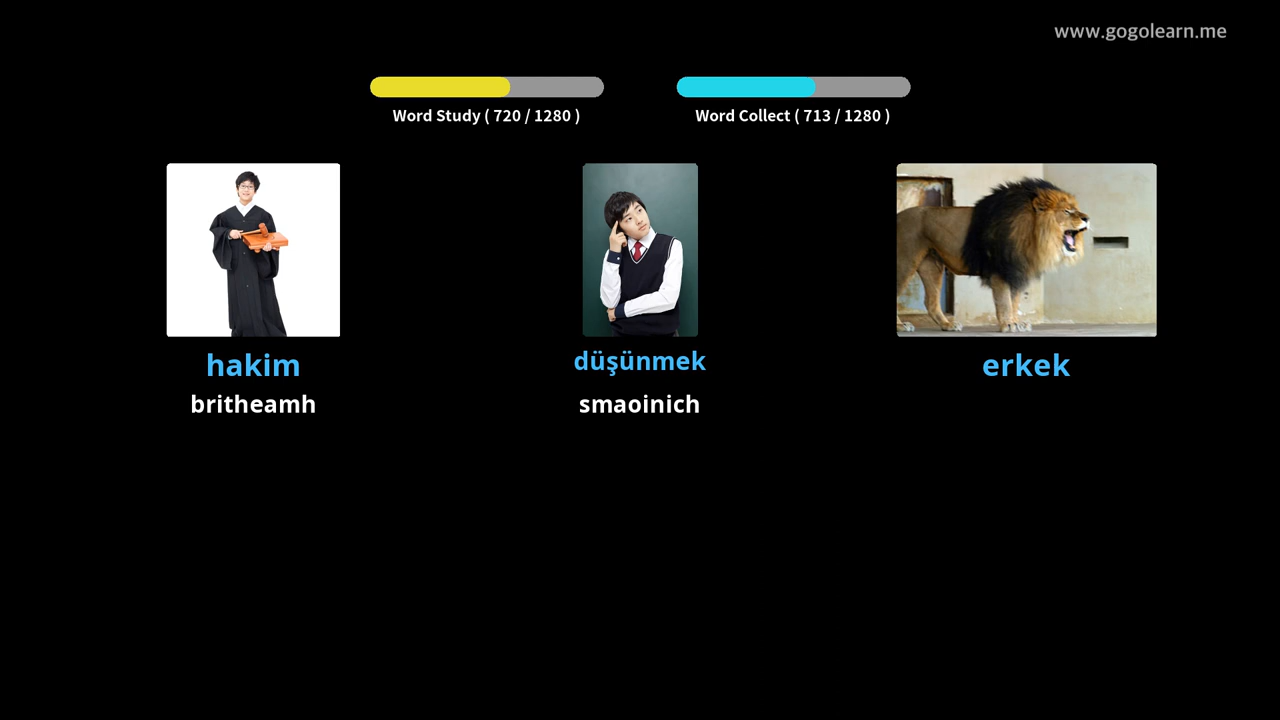 www.gogolearn.me
Word Study ( 720 / 1280 )
Word Collect ( 713 / 1280 )
hakim
düşünmek
erkek
britheamh
smaoinich